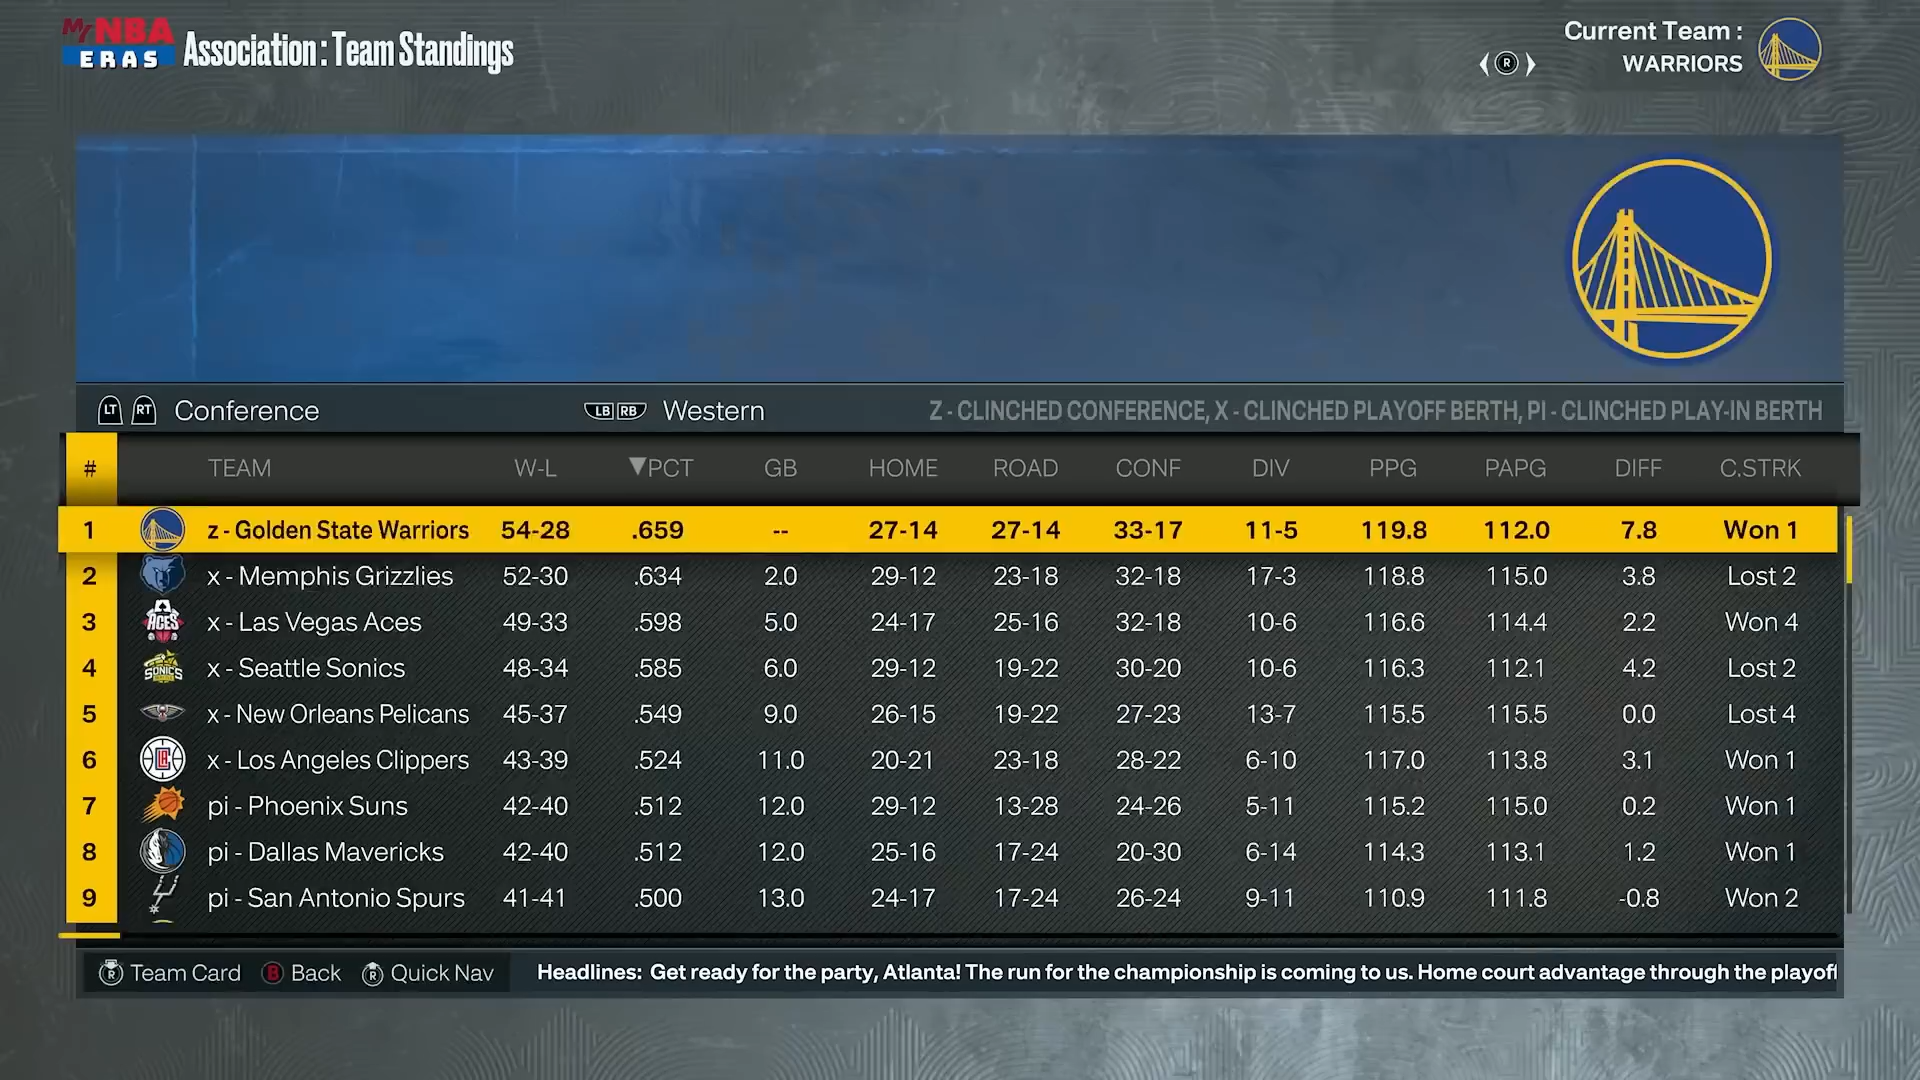 My NBA ERAS Association : Team Standings
Current Team :
WARRIORS
R
LT RT Conference LB RB Western Z - CLINCHED CONFERENCE, X - CLINCHED PLAYOFF BERTH, PI - CLINCHED PLAY-IN BERTH
# TEAM W-L ▼PCT GB HOME ROAD CONF DIV PPG PAPG DIFF C.STRK
1 z - Golden State Warriors 54-28 .659 -- 27-14 27-14 33-17 11-5 119.8 112.0 7.8 Won 1
2 x - Memphis Grizzlies 52-30 .634 2.0 29-12 23-18 32-18 17-3 118.8 115.0 3.8 Lost 2
3 ACES x - Las Vegas Aces 49-33 .598 5.0 24-17 25-16 32-18 10-6 116.6 114.4 2.2 Won 4
4 SONICS x - Seattle Sonics 48-34 .585 6.0 29-12 19-22 30-20 10-6 116.3 112.1 4.2 Lost 2
5 x - New Orleans Pelicans 45-37 .549 9.0 26-15 19-22 27-23 13-7 115.5 115.5 0.0 Lost 4
6 x - Los Angeles Clippers 43-39 .524 11.0 20-21 23-18 28-22 6-10 117.0 113.8 3.1 Won 1
7 pi - Phoenix Suns 42-40 .512 12.0 29-12 13-28 24-26 5-11 115.2 115.0 0.2 Won 1
8 pi - Dallas Mavericks 42-40 .512 12.0 25-16 17-24 20-30 6-14 114.3 113.1 1.2 Won 1
9 pi - San Antonio Spurs 41-41 .500 13.0 24-17 17-24 26-24 9-11 110.9 111.8 -0.8 Won 2
R Team Card B Back R Quick Nav Headlines: Get ready for the party, Atlanta! The run for the championship is coming to us. Home court advantage through the playof